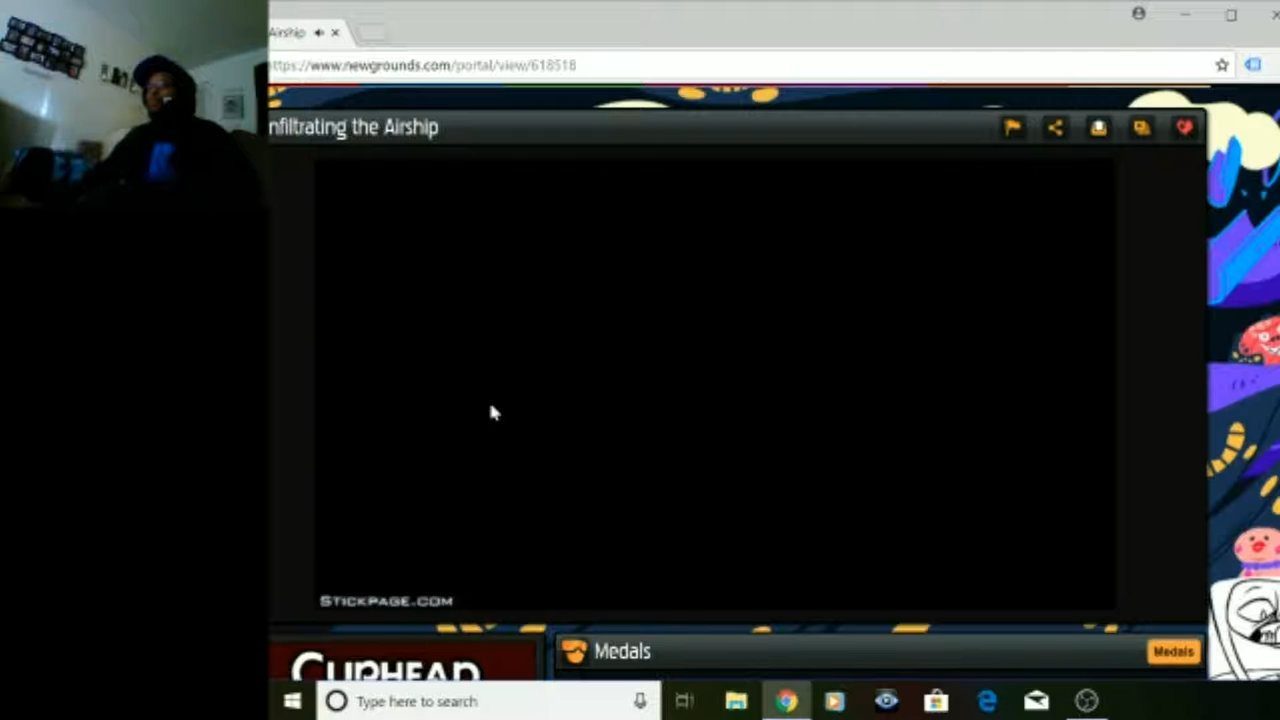 Airship
ttps://www.newgrounds.com/portal/view/618518
nfiltrating the Airship
STICKPAGE.COM
CUPHEAD
Medals
Medals
Type here to search